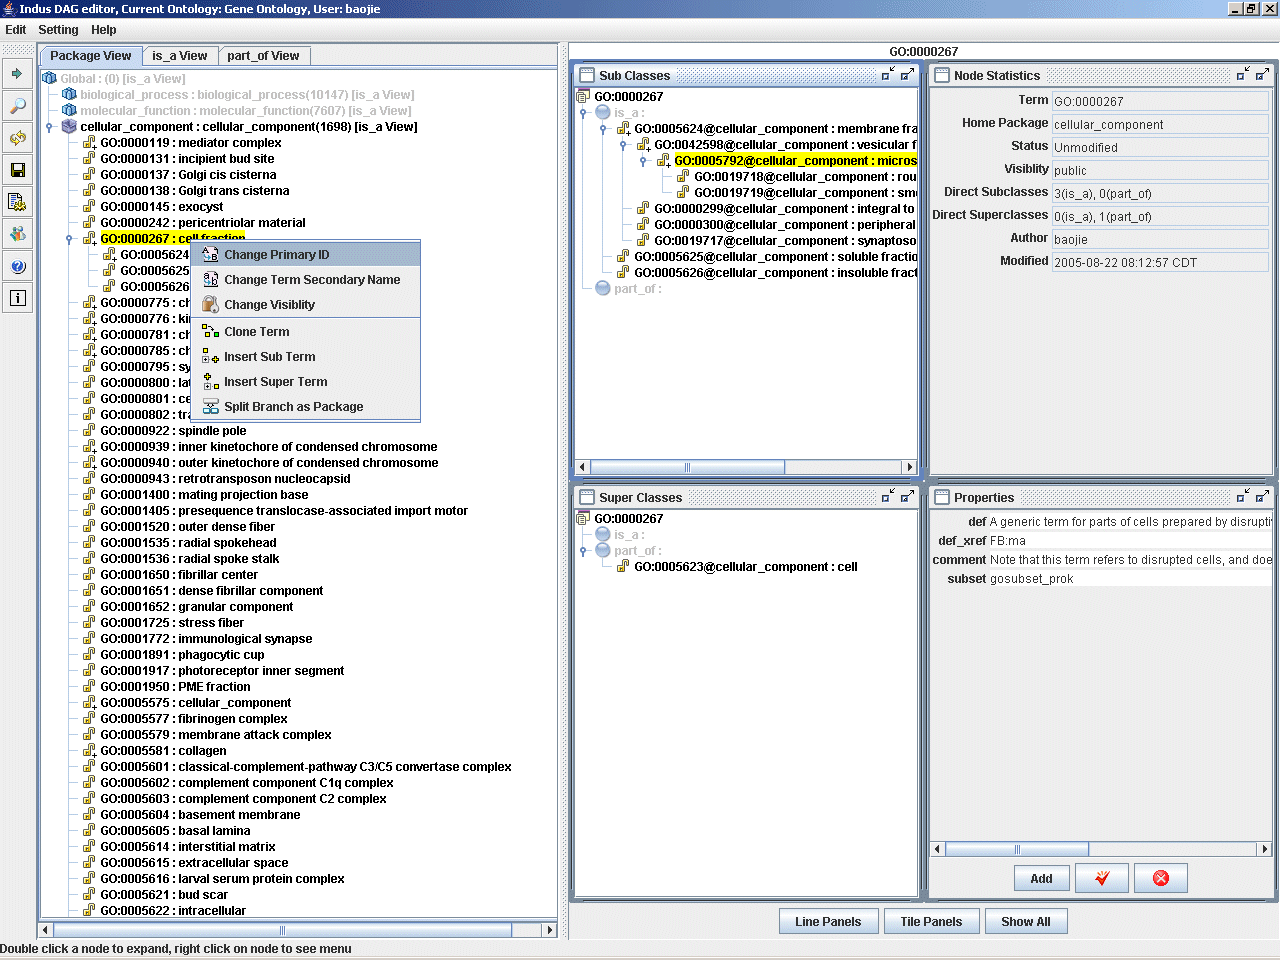 Indus DAG editor, Current Ontology: Gene Ontology, User: baojie
Edit Setting Help
Package View is_a View part_of View
Global : (0) [is_a View]
biological_process : biological_process(10147) [is_a View]
molecular_function : molecular_function(7607) [is_a View]
cellular_component : cellular_component(1698) [is_a View]
GO:0000119 : mediator complex
GO:0000131 : incipient bud site
GO:0000137 : Golgi cis cisterna
GO:0000138 : Golgi trans cisterna
GO:0000145 : exocyst
GO:0000242 : pericentriolar material
GO:0000267 : cell fraction
GO:0005624
GO:0005625
GO:0005626
GO:0000775 : ch
GO:0000776 : ki
GO:0000781 : ch
GO:0000785 : ch
GO:0000795 : sy
GO:0000800 : lat
GO:0000801 : ce
GO:0000802 : tra
GO:0000922 : spindle pole
GO:0000939 : inner kinetochore of condensed chromosome
GO:0000940 : outer kinetochore of condensed chromosome
GO:0000943 : retrotransposon nucleocapsid
GO:0001400 : mating projection base
GO:0001405 : presequence translocase-associated import motor
GO:0001520 : outer dense fiber
GO:0001535 : radial spokehead
GO:0001536 : radial spoke stalk
GO:0001650 : fibrillar center
GO:0001651 : dense fibrillar component
GO:0001652 : granular component
GO:0001725 : stress fiber
GO:0001772 : immunological synapse
GO:0001891 : phagocytic cup
GO:0001917 : photoreceptor inner segment
GO:0001950 : PME fraction
GO:0005575 : cellular_component
GO:0005577 : fibrinogen complex
GO:0005579 : membrane attack complex
GO:0005581 : collagen
GO:0005601 : classical-complement-pathway C3/C5 convertase complex
GO:0005602 : complement component C1q complex
GO:0005603 : complement component C2 complex
GO:0005604 : basement membrane
GO:0005605 : basal lamina
GO:0005614 : interstitial matrix
GO:0005615 : extracellular space
GO:0005616 : larval serum protein complex
GO:0005621 : bud scar
GO:0005622 : intracellular
Change Primary ID
Change Term Secondary Name
Change Visiblity
Clone Term
Insert Sub Term
Insert Super Term
Split Branch as Package
GO:0000267
Sub Classes
GO:0000267
is_a :
GO:0005624@cellular_component : membrane fra
GO:0042598@cellular_component : vesicular f
GO:0005792@cellular_component : micros
GO:0019718@cellular_component : rou
GO:0019719@cellular_component : sm
GO:0000299@cellular_component : integral to
GO:0000300@cellular_component : peripheral
GO:0019717@cellular_component : synaptoso
GO:0005625@cellular_component : soluble fractio
GO:0005626@cellular_component : insoluble fract
part_of :
Node Statistics
Term GO:0000267
Home Package cellular_component
Status Unmodified
Visiblity public
Direct Subclasses 3(is_a), 0(part_of)
Direct Superclasses 0(is_a), 1(part_of)
Author baojie
Modified 2005-08-22 08:12:57 CDT
Super Classes
GO:0000267
is_a :
part_of :
GO:0005623@cellular_component : cell
Properties
def A generic term for parts of cells prepared by disrupti
def_xref FB:ma
comment Note that this term refers to disrupted cells, and doe
subset gosubset_prok
Add
Line Panels Tile Panels Show All
Double click a node to expand, right click on node to see menu